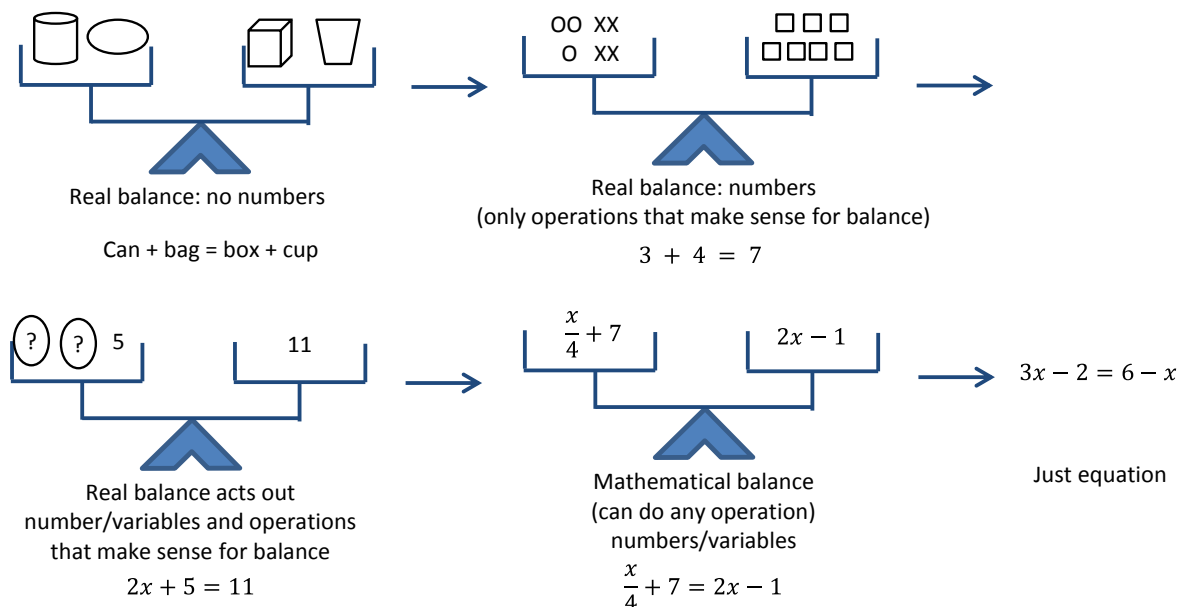 OO XX
O XX
Real balance: no numbers
Can + bag = box + cup
Real balance: numbers
(only operations that make sense for balance)
3 + 4 = 7
? ? 5
11
Real balance acts out
number/variables and operations
that make sense for balance
2x + 5 = 11
x/4 + 7
2x − 1
Mathematical balance
(can do any operation)
numbers/variables
x/4 + 7 = 2x − 1
3x − 2 = 6 − x
Just equation